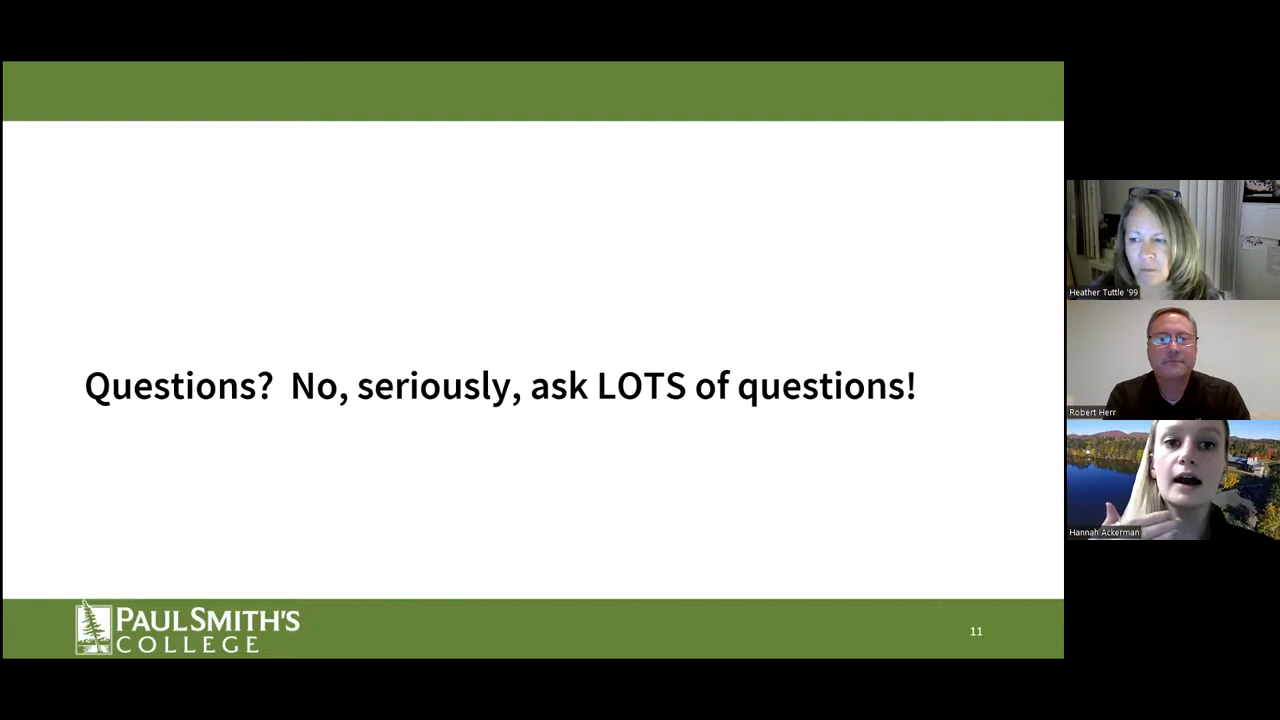 Questions?  No, seriously, ask LOTS of questions!
PAUL SMITH'S
COLLEGE
11
Heather Tuttle '99
Robert Herr
Hannah Ackerman